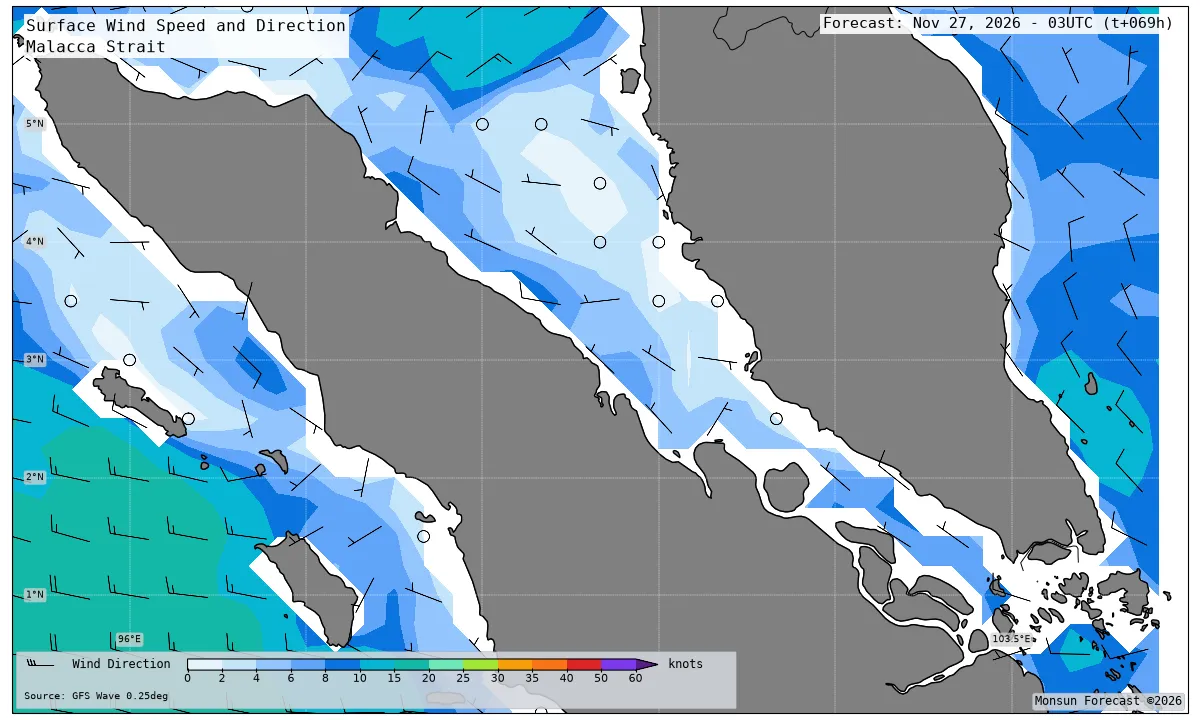 Surface Wind Speed and Direction
Malacca Strait
Forecast: Nov 27, 2026 - 03UTC (t+069h)
5°N
4°N
3°N
2°N
1°N
96°E
103.5°E
Wind Direction
0 2 4 6 8 10 15 20 25 30 35 40 50 60
knots
Source: GFS Wave 0.25deg
Monsun Forecast ©2026